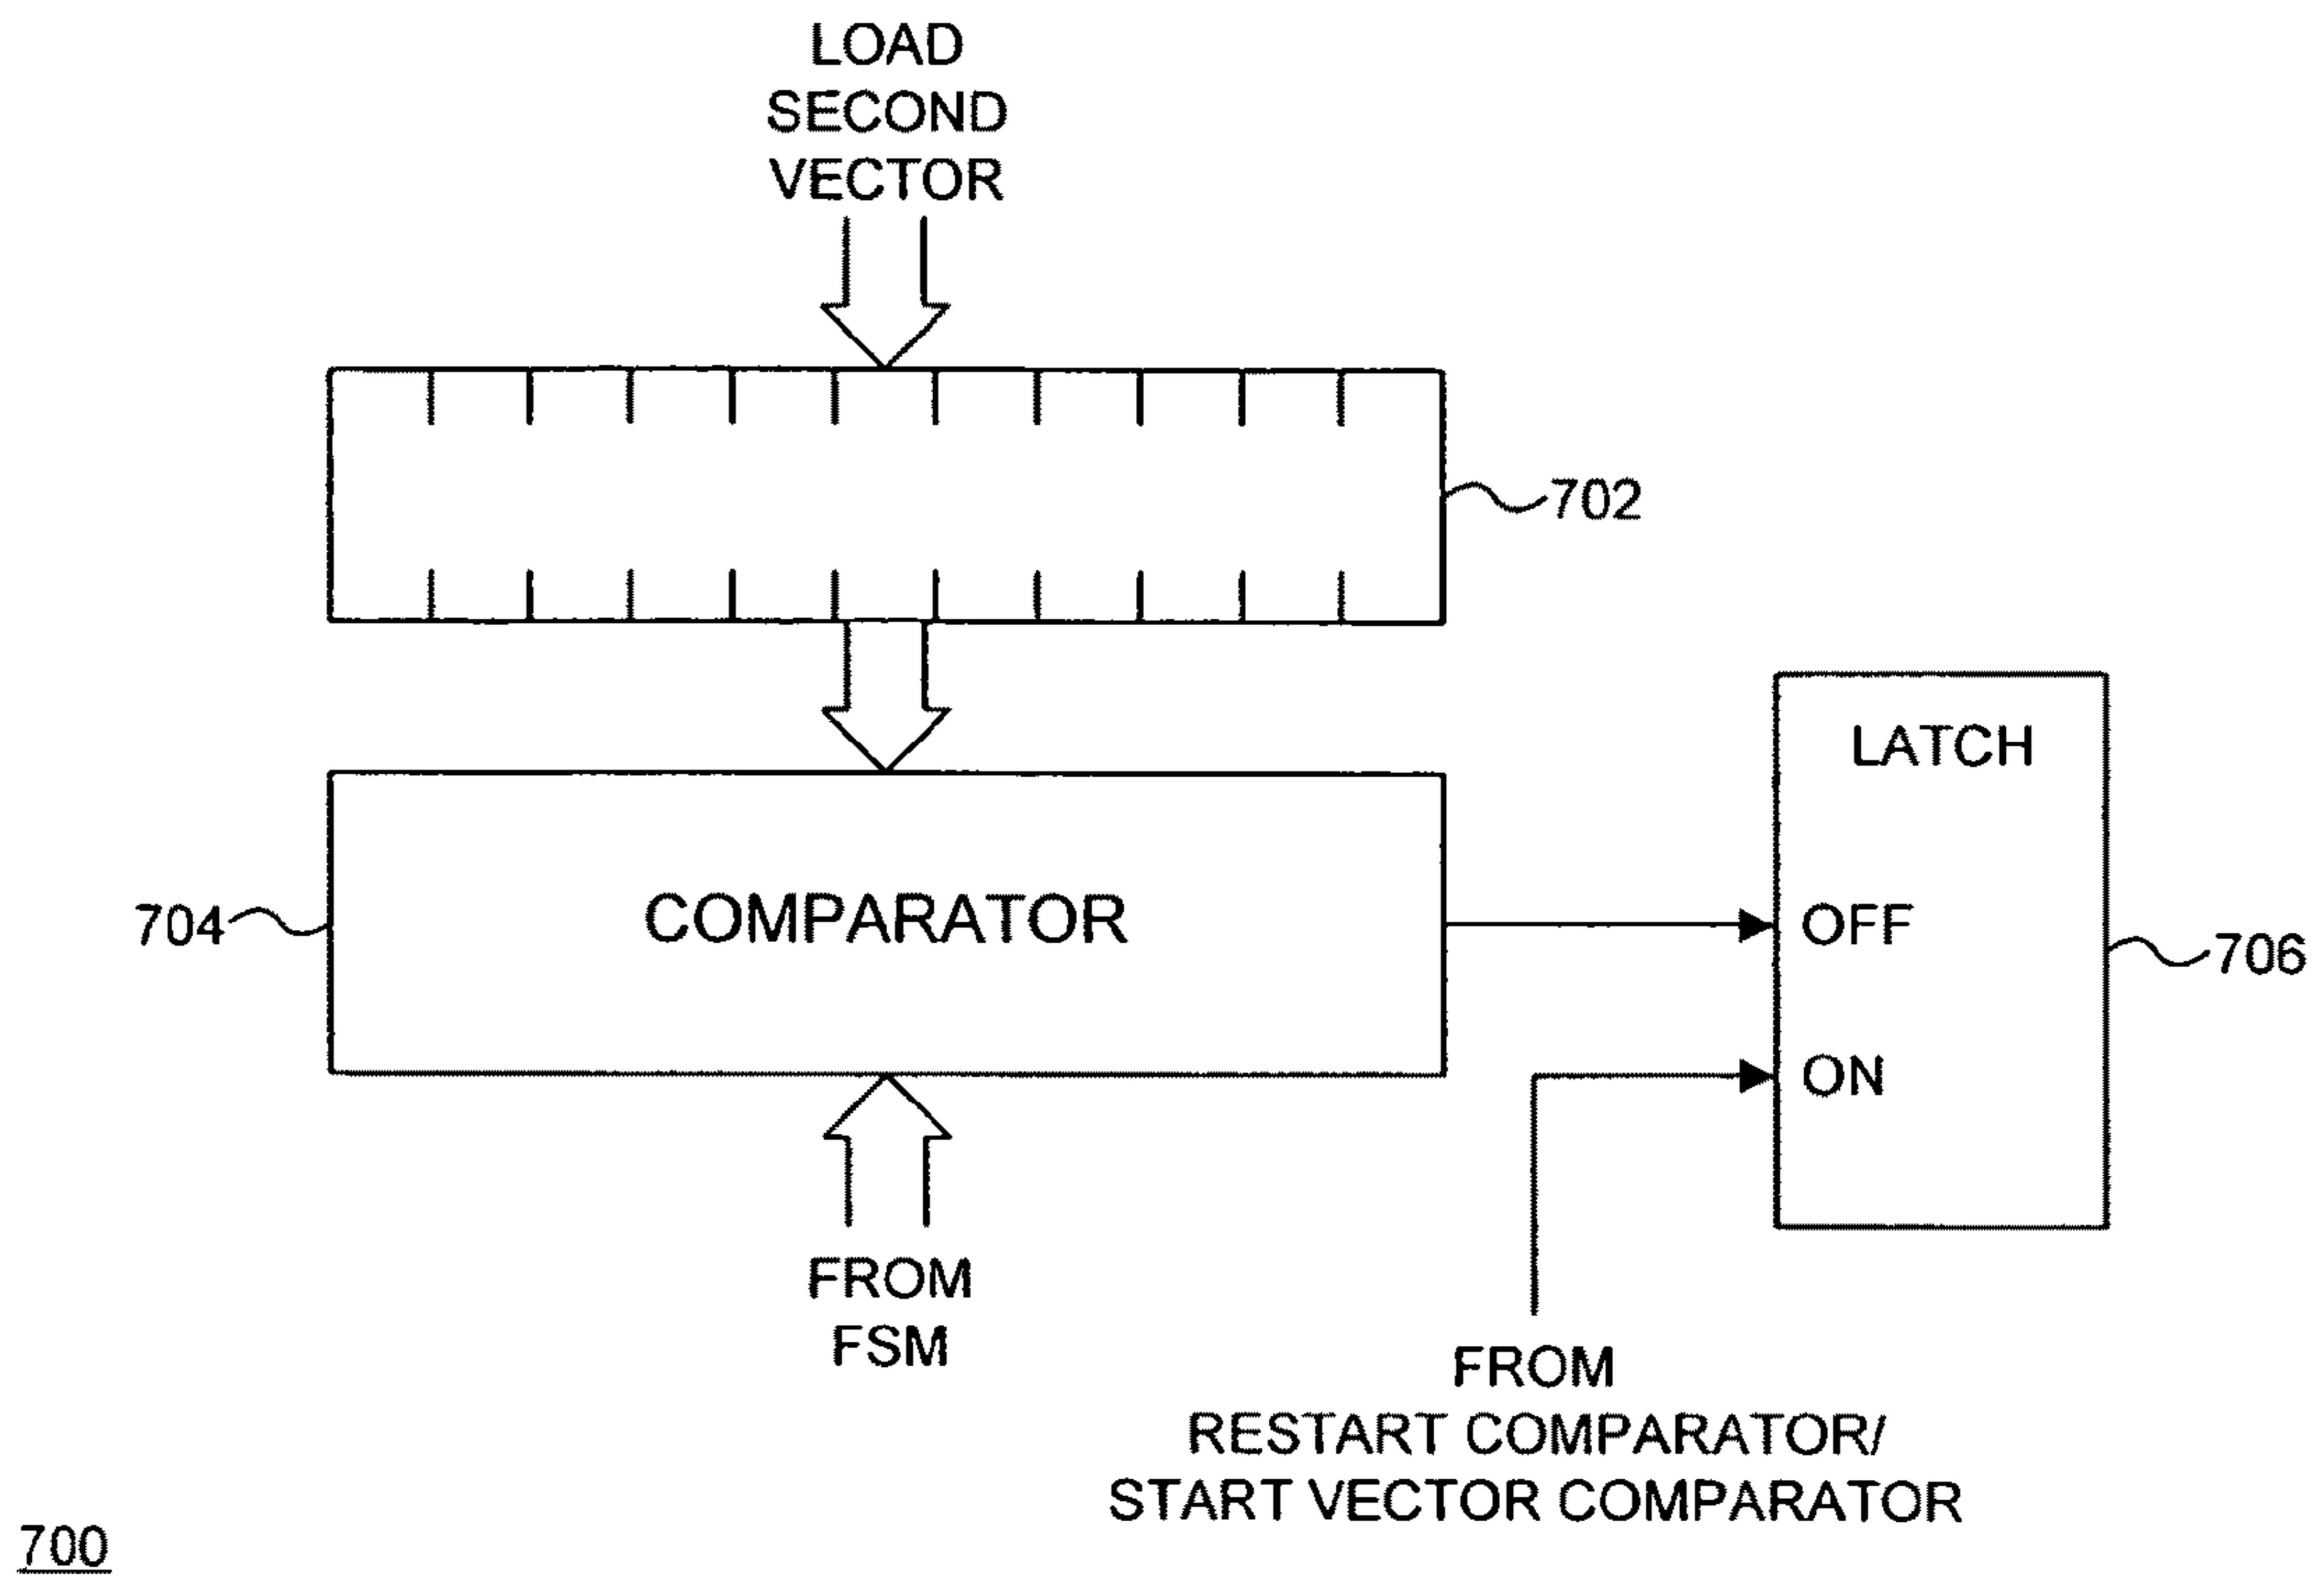 LOAD
SECOND
VECTOR
702
LATCH
704
COMPARATOR
OFF
706
ON
FROM
FSM
FROM
RESTART COMPARATOR/
START VECTOR COMPARATOR
700